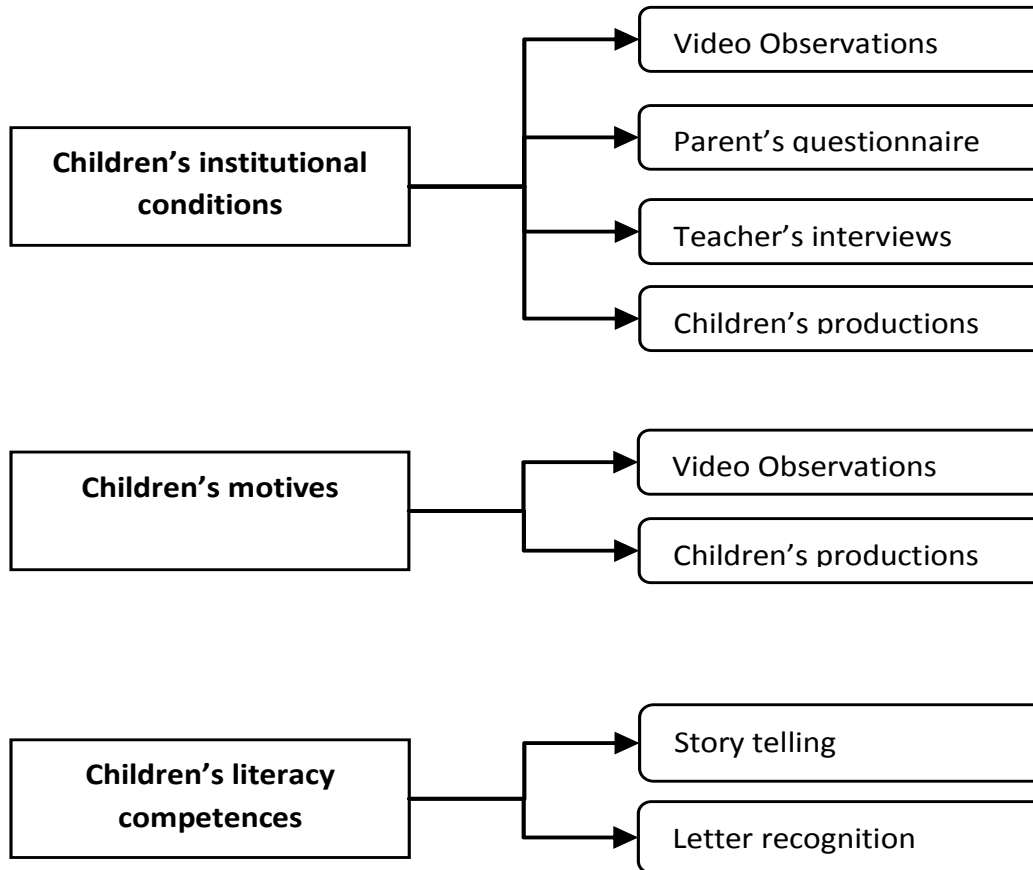 Video Observations
Children’s institutional
conditions
Parent’s questionnaire
Teacher’s interviews
Children’s productions
Children’s motives
Video Observations
Children’s productions
Children’s literacy
competences
Story telling
Letter recognition